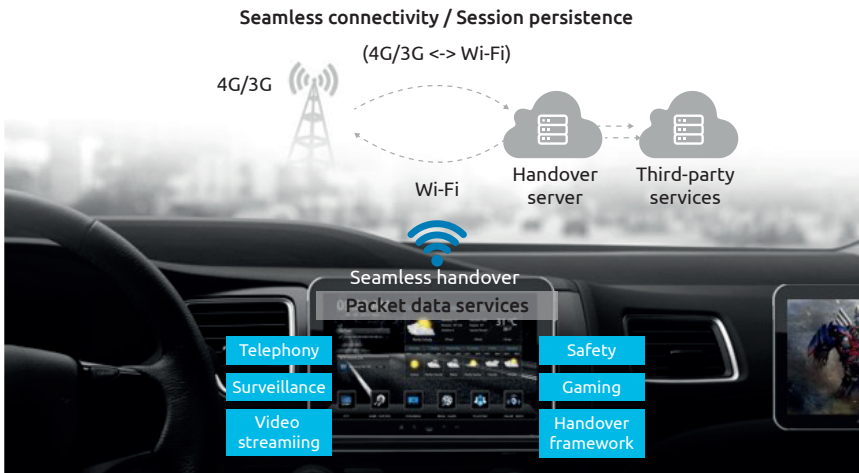 Seamless connectivity / Session persistence
(4G/3G <-> Wi-Fi)
4G/3G
Wi-Fi
Handover
server
Third-party
services
Seamless handover
Packet data services
31°C
Telephony
Safety
Surveillance
Gaming
Video
streamiing
Handover
framework